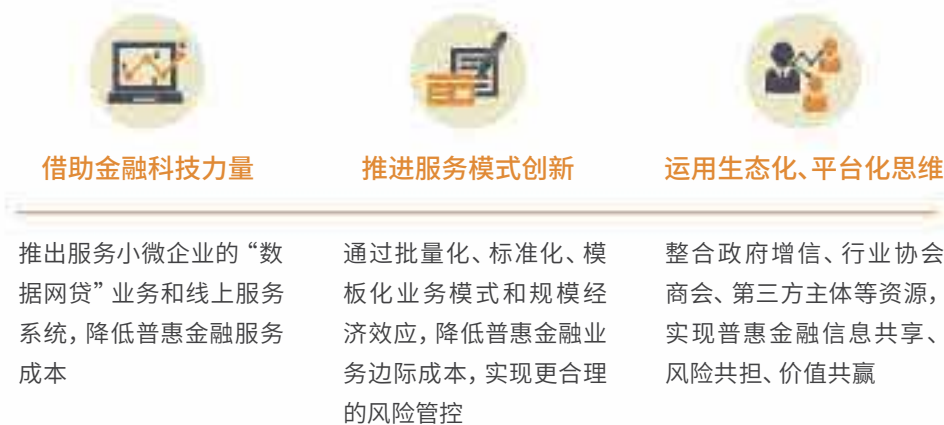 借助金融科技力量
推出服务小微企业的“数
据网贷”业务和线上服务
系统，降低普惠金融服务
成本
推进服务模式创新
通过批量化、标准化、模
板化业务模式和规模经
济效应，降低普惠金融业
务边际成本，实现更合理
的风险管控
运用生态化、平台化思维
整合政府增信、行业协会
商会、第三方主体等资源，
实现普惠金融信息共享、
风险共担、价值共赢